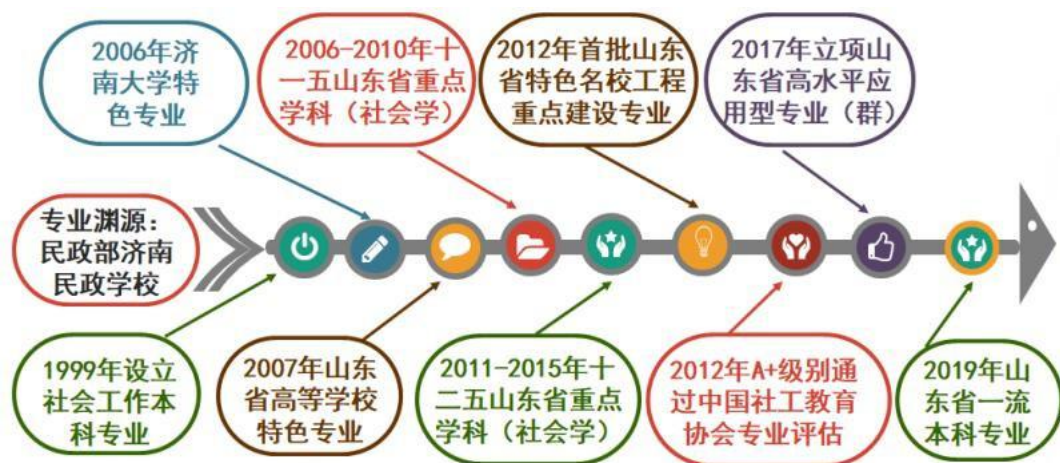 2006年济
南大学特
色专业
2006-2010年十
一五山东省重点
学科（社会学）
2012年首批山东
省特色名校工程
重点建设专业
2017年立项山
东省高水平应
用型专业（群）
专业渊源：
民政部济南
民政学校
1999年设立
社会工作本
科专业
2007年山东
省高等学校
特色专业
2011-2015年十
二五山东省重点
学科（社会学）
2012年A+级别通
过中国社工教育
协会专业评估
2019年山
东省一流
本科专业